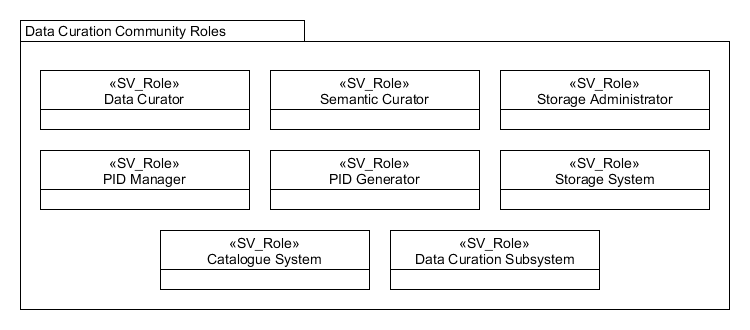 Data Curation Community Roles
«SV_Role»
Data Curator
«SV_Role»
Semantic Curator
«SV_Role»
Storage Administrator
«SV_Role»
PID Manager
«SV_Role»
PID Generator
«SV_Role»
Storage System
«SV_Role»
Catalogue System
«SV_Role»
Data Curation Subsystem